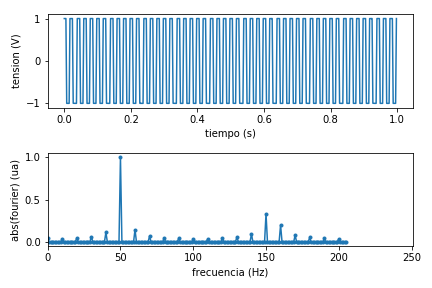 1
0
−1
tension (V)
0.0 0.2 0.4 0.6 0.8 1.0
tiempo (s)
1.0
0.5
0.0
abs(fourier) (ua)
0 50 100 150 200 250
frecuencia (Hz)